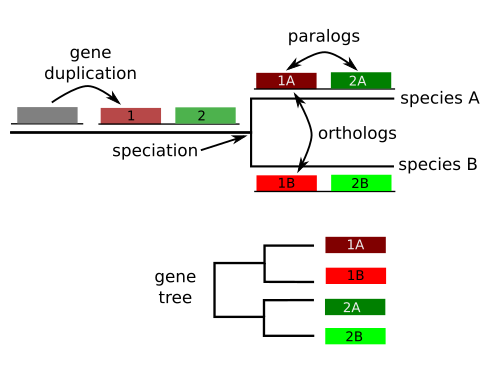 paralogs
gene
duplication
1A
2A
species A
1
2
orthologs
speciation
species B
1B
2B
gene
tree
1A
1B
2A
2B